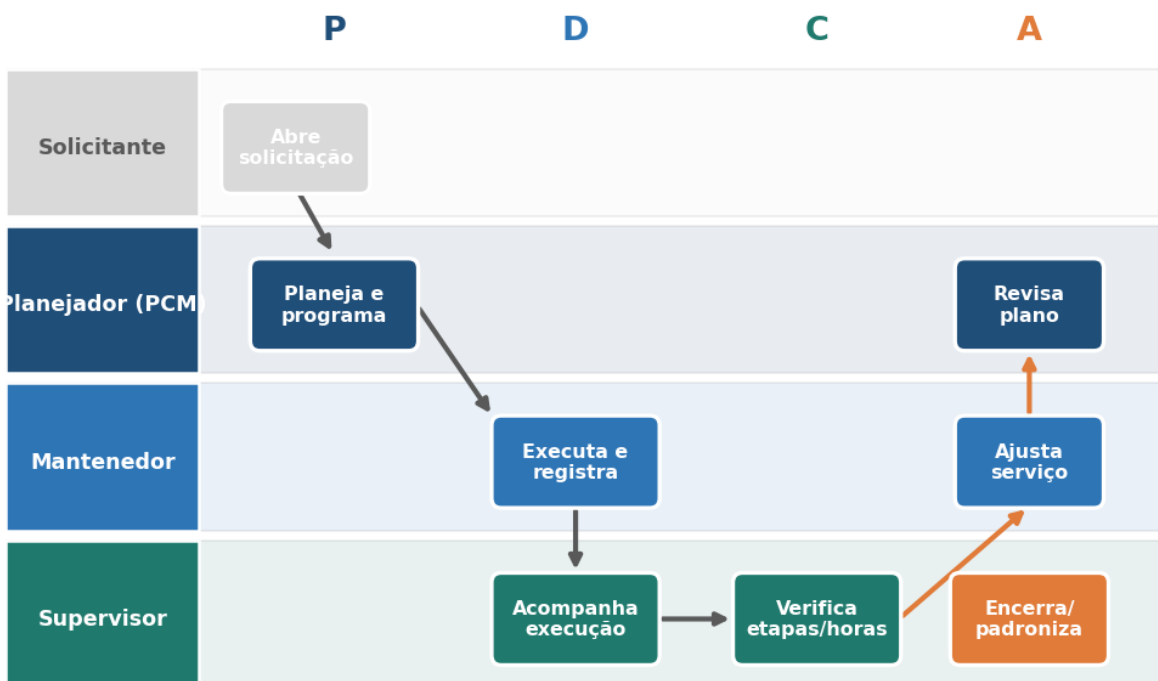 P
D
C
A
Solicitante
Abre
solicitação
Planejador (PCM)
Planeja e
programa
Revisa
plano
Mantenedor
Executa e
registra
Ajusta
serviço
Supervisor
Acompanha
execução
Verifica
etapas/horas
Encerra/
padroniza